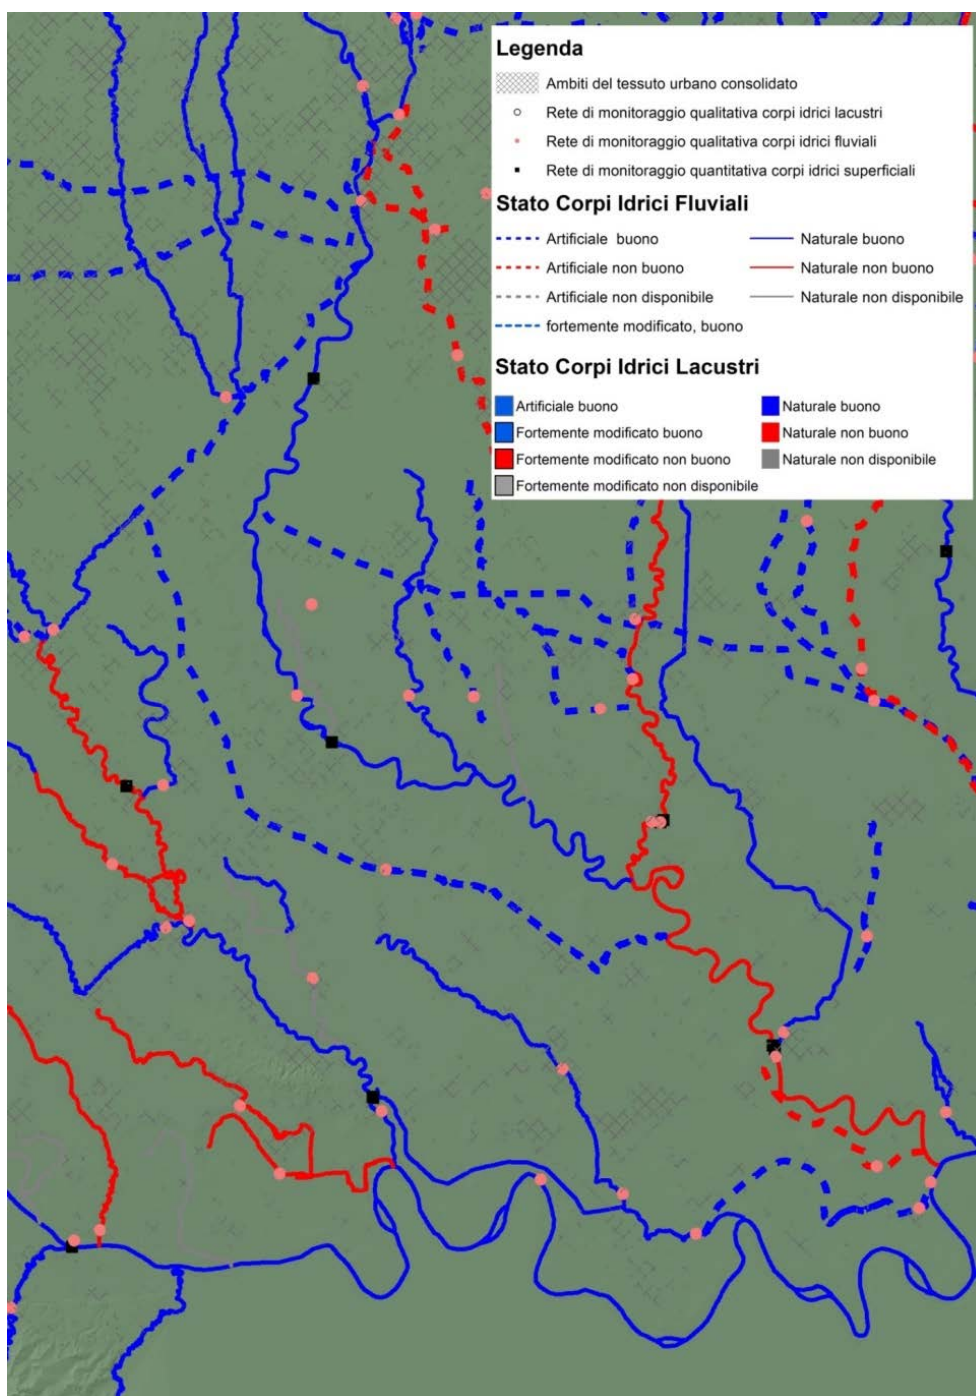 Legenda
Ambiti del tessuto urbano consolidato
Rete di monitoraggio qualitativa corpi idrici lacustri
Rete di monitoraggio qualitativa corpi idrici fluviali
Rete di monitoraggio quantitativa corpi idrici superficiali
Stato Corpi Idrici Fluviali
Artificiale buono
Naturale buono
Artificiale non buono
Naturale non buono
Artificiale non disponibile
Naturale non disponibile
fortemente modificato, buono
Stato Corpi Idrici Lacustri
Artificiale buono
Naturale buono
Fortemente modificato buono
Naturale non buono
Fortemente modificato non buono
Naturale non disponibile
Fortemente modificato non disponibile